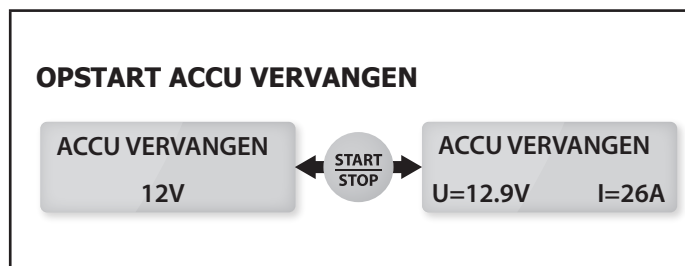 OPSTART ACCU VERVANGEN
ACCU VERVANGEN
12V
START
STOP
ACCU VERVANGEN
U=12.9V I=26A